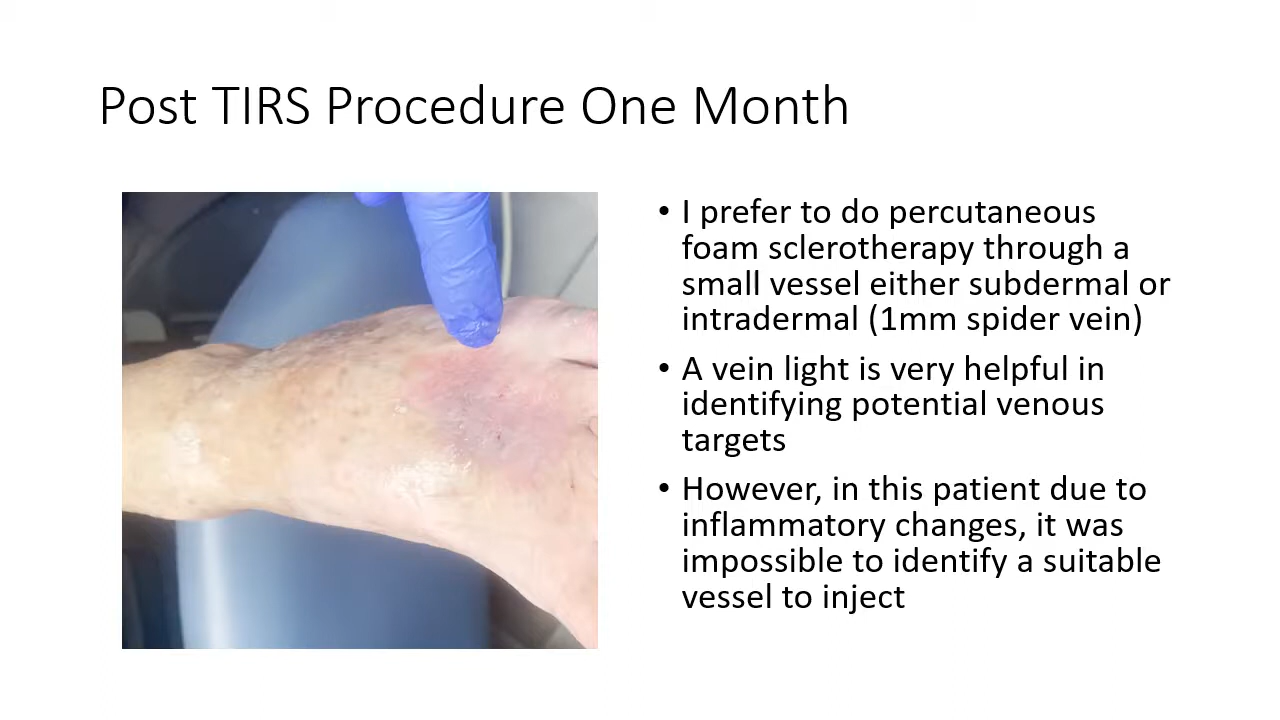 Post TIRS Procedure One Month
• I prefer to do percutaneous
foam sclerotherapy through a
small vessel either subdermal or
intradermal (1mm spider vein)
• A vein light is very helpful in
identifying potential venous
targets
• However, in this patient due to
inflammatory changes, it was
impossible to identify a suitable
vessel to inject